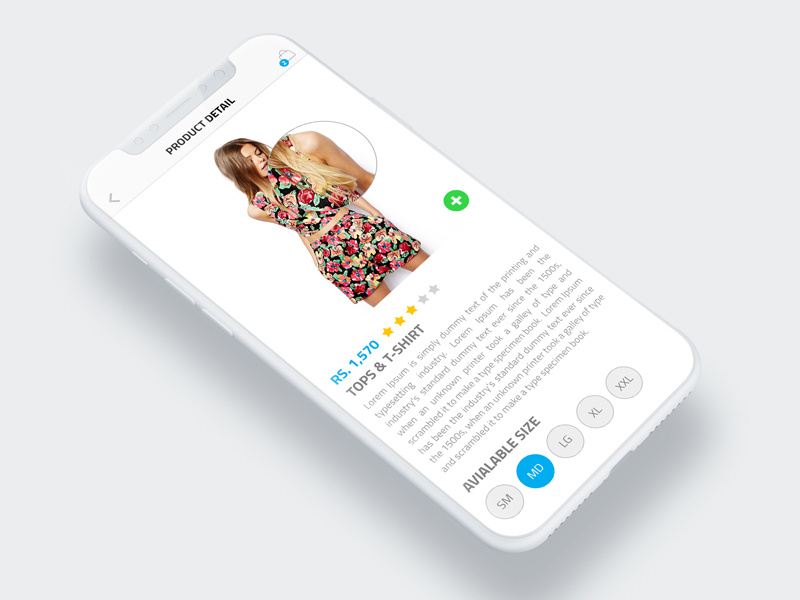 2
PRODUCT DETAIL
RS. 1,570
TOPS & T-SHIRT
Lorem Ipsum is simply dummy text of the printing and
typesetting industry. Lorem Ipsum has been the
industry's standard dummy text ever since the 1500s,
when an unknown printer took a galley of type and
scrambled it to make a type specimen book. Lorem Ipsum
has been the industry's standard dummy text ever since
the 1500s, when an unknown printer took a galley of type
and scrambled it to make a type specimen book.
AVIALABLE SIZE
SM
MD
LG
XL
XXL